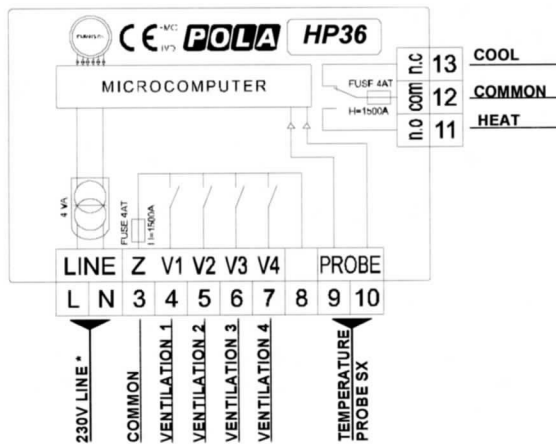 CE POLA HP36
MICROCOMPUTER
n.c 13 COOL
com 12 COMMON
n.o 11 HEAT
FUSE 4AT
H=1500A
4 VA
FUSE 4AT
H=1500A
LINE Z V1 V2 V3 V4 PROBE
L N 3 4 5 6 7 8 9 10
230V LINE *
COMMON
VENTILATION 1
VENTILATION 2
VENTILATION 3
VENTILATION 4
TEMPERATURE
PROBE SX